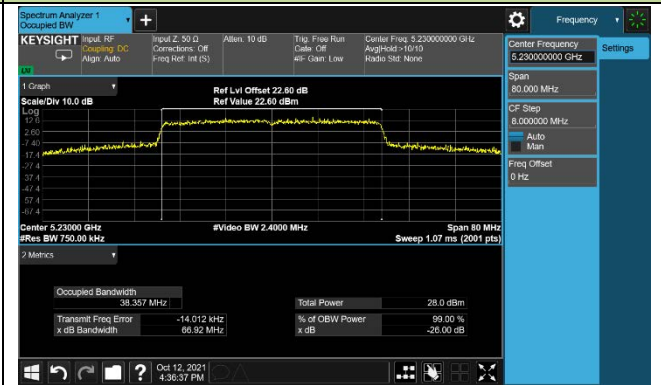 Spectrum Analyzer 1
Occupied BW
Frequency
KEYSIGHT
Input: RF
Coupling: DC
Align: Auto
Input Z: 50 Ω
Corrections: Off
Freq Ref: Int (S)
Atten: 10 dB
Trig: Free Run
Gate: Off
#IF Gain: Low
Center Freq: 5.230000000 GHz
Avg|Hold:>10/10
Radio Std: None
Center Frequency
5.230000000 GHz
Settings
Span
80.000 MHz
CF Step
8.000000 MHz
Auto
Man
Freq Offset
0 Hz
1 Graph
Scale/Div 10.0 dB
Ref Lvl Offset 22.60 dB
Ref Value 22.60 dBm
Log
12.6
2.60
-7.40
-17.4
-27.4
-37.4
-47.4
-57.4
-67.4
Center 5.23000 GHz
#Video BW 2.4000 MHz
Span 80 MHz
#Res BW 750.00 kHz
Sweep 1.07 ms (2001 pts)
2 Metrics
Occupied Bandwidth
38.357 MHz
Total Power
28.0 dBm
Transmit Freq Error
-14.012 kHz
% of OBW Power
99.00 %
x dB Bandwidth
66.92 MHz
x dB
-26.00 dB
Oct 12, 2021
4:36:37 PM